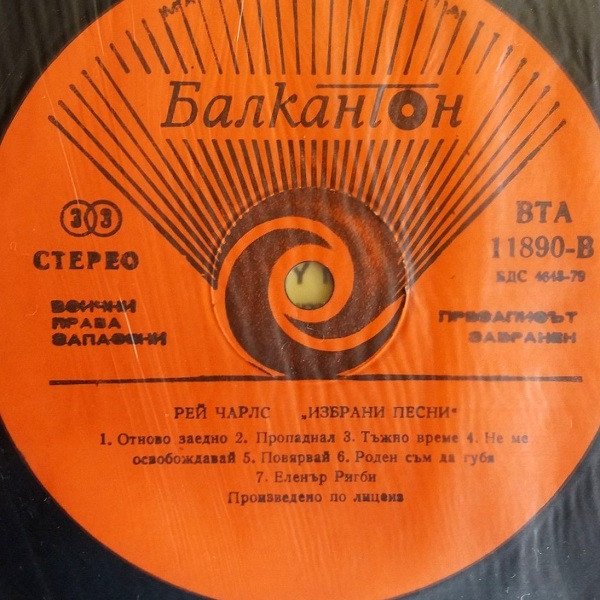 Балкантон
33
СТЕРЕО
ВТА
11890-В
БДС 4648-79
ВСИЧКИ
ПРАВА
ЗАПАЗЕНИ
ПРЕЗАПИСЪТ
ЗАБРАНЕН
РЕЙ ЧАРЛС „ИЗБРАНИ ПЕСНИ"
1. Отново заедно 2. Пропаднал 3. Тъжно време 4. Не ме
освобождавай 5. Повярвай 6. Роден съм да губя
7. Еленър Ригби
Произведено по лиценз